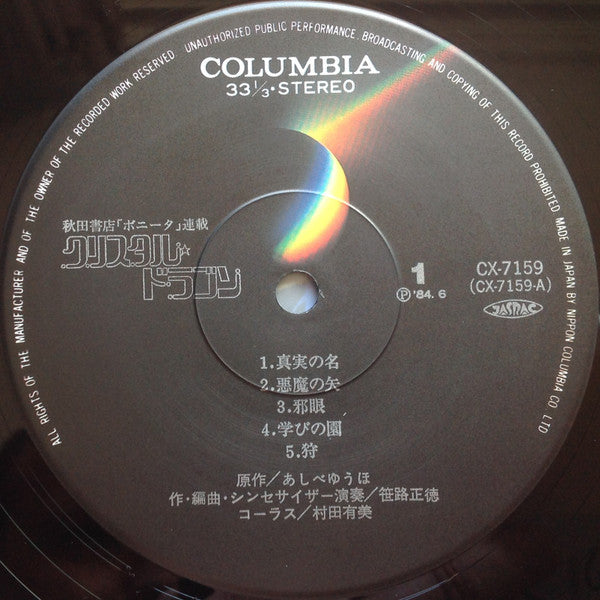 ALL RIGHTS OF THE MANUFACTURER AND OF THE OWNER OF THE RECORDED WORK RESERVED. UNAUTHORIZED PUBLIC PERFORMANCE, BROADCASTING AND COPYING OF THIS RECORD PROHIBITED. MADE IN JAPAN BY NIPPON COLUMBIA CO. LTD
COLUMBIA
33 1/3・STEREO
秋田書店「ボニータ」連載
クリスタル☆
ドラゴン
1
Ⓟ'84.6
CX-7159
(CX-7159-A)
JASRAC
1.真実の名
2.悪魔の矢
3.邪眼
4.学びの園
5.狩
原作/あしべゆうほ
作・編曲・シンセサイザー演奏/笹路正徳
コーラス/村田有美